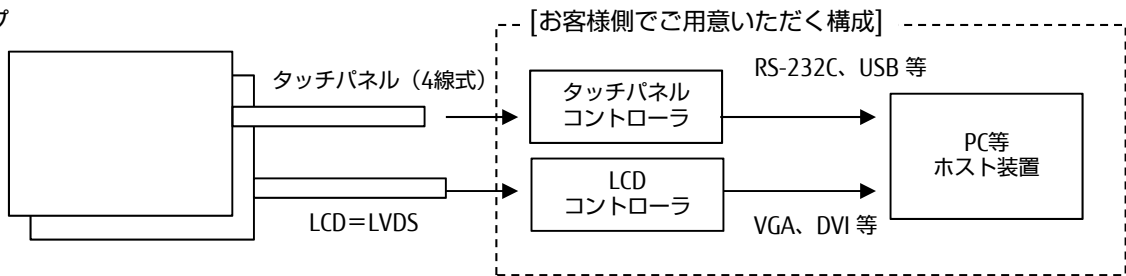 プ
[お客様側でご用意いただく構成]
タッチパネル（4線式）
RS-232C、USB 等
タッチパネル
コントローラ
PC等
ホスト装置
LCD
コントローラ
LCD＝LVDS
VGA、DVI 等